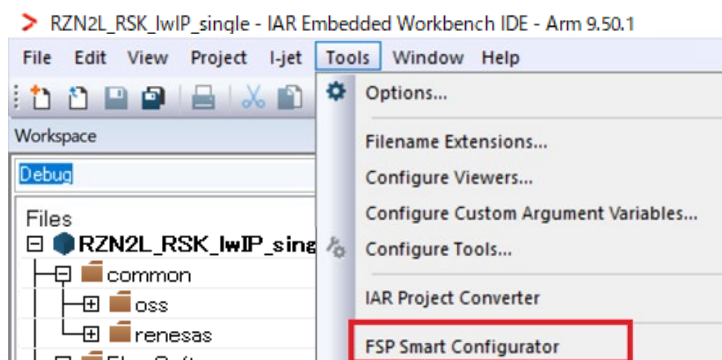 RZN2L_RSK_lwIP_single - IAR Embedded Workbench IDE - Arm 9.50.1
File Edit View Project I-jet Tools Window Help
Options...
Workspace
Filename Extensions...
Debug
Configure Viewers...
Configure Custom Argument Variables...
Files
RZN2L_RSK_lwIP_sing
Configure Tools...
common
oss
IAR Project Converter
renesas
FSP Smart Configurator